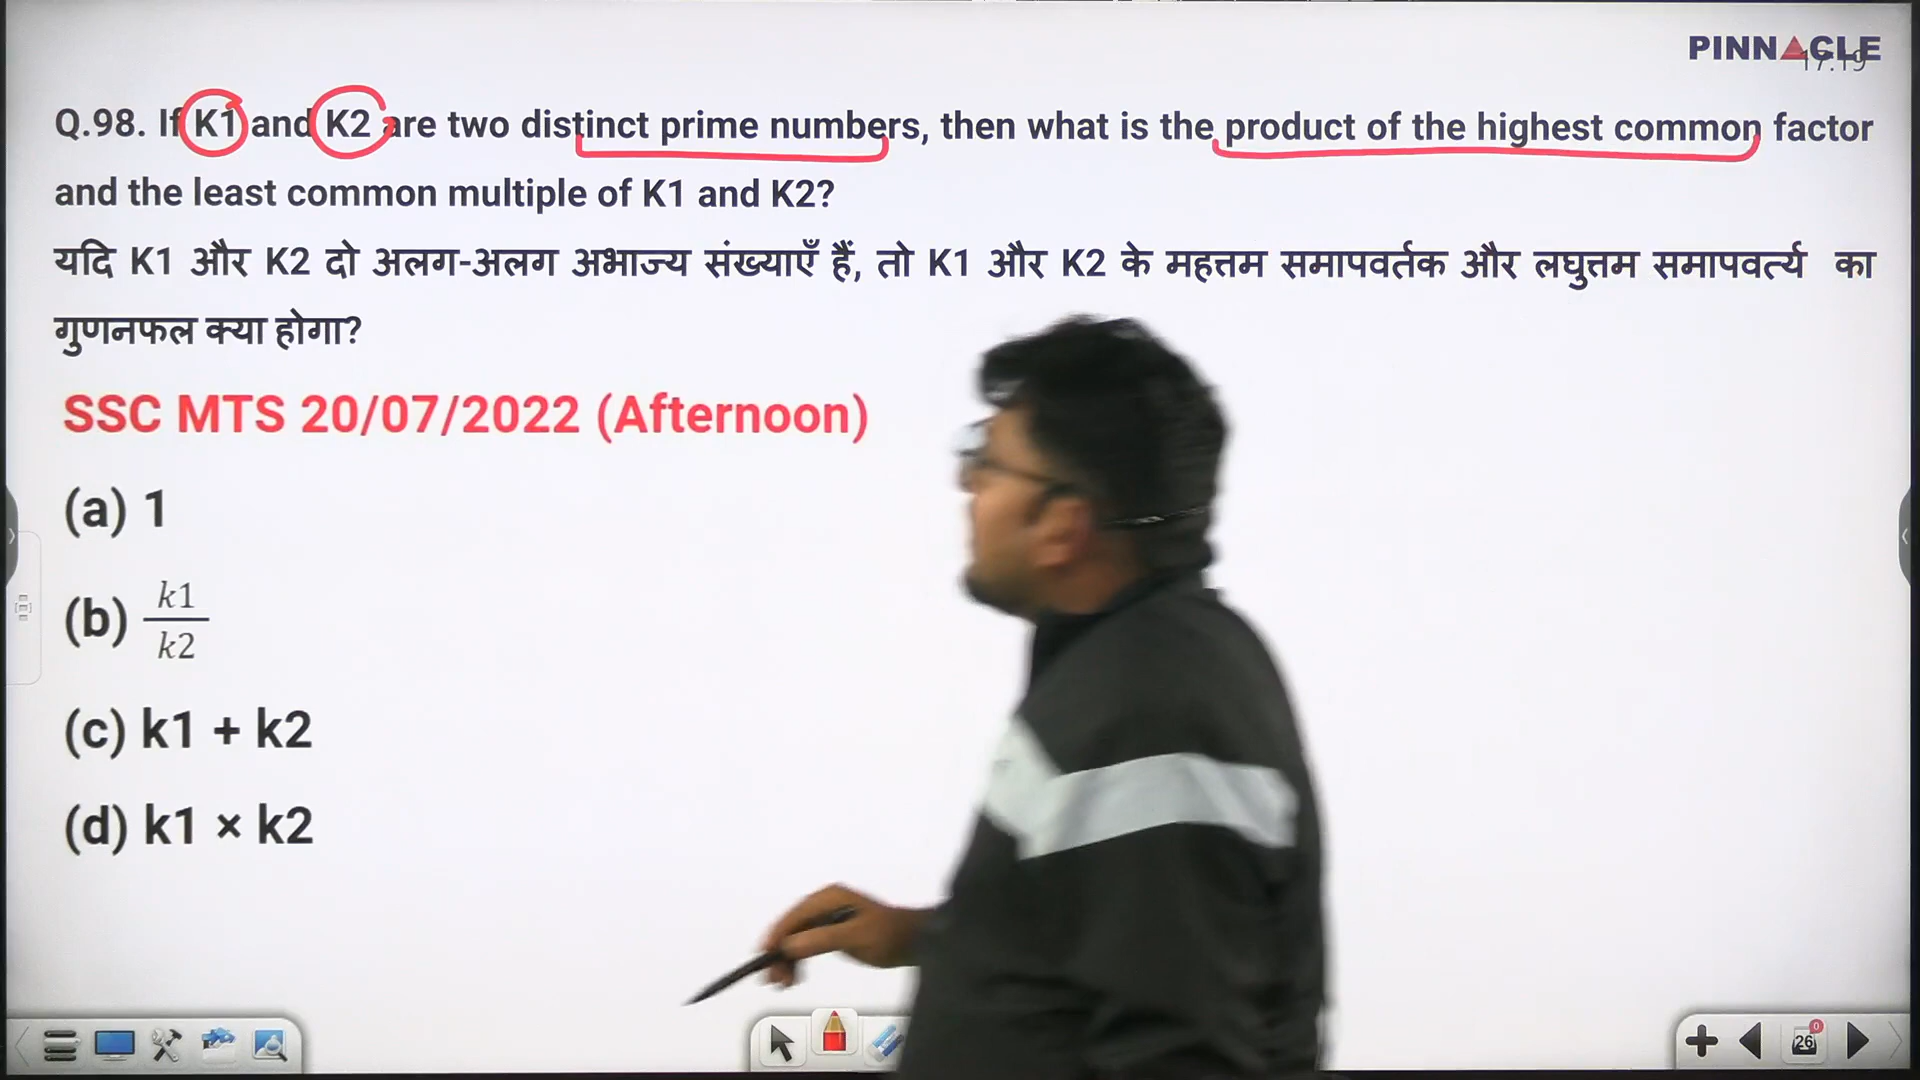 PINNACLE
17:19
Q.98. If K1 and K2 are two distinct prime numbers, then what is the product of the highest common factor
and the least common multiple of K1 and K2?
यदि K1 और K2 दो अलग-अलग अभाज्य संख्याएँ हैं, तो K1 और K2 के महत्तम समापवर्तक और लघुत्तम समापवर्त्य का
गुणनफल क्या होगा?
SSC MTS 20/07/2022 (Afternoon)
(a) 1
(b) k1/k2
(c) k1 + k2
(d) k1 × k2
26
0